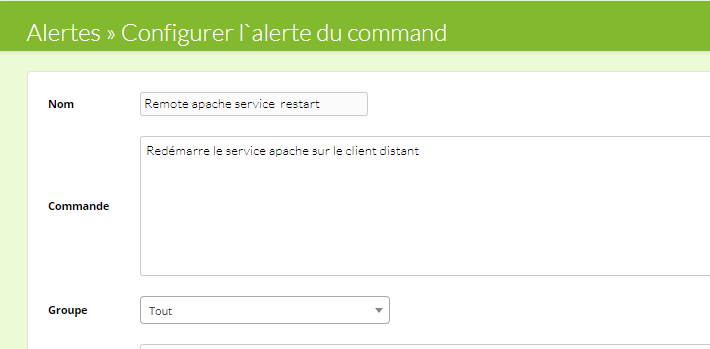 Alertes » Configurer l`alerte du command
Nom
Remote apache service restart
Redémarre le service apache sur le client distant
Commande
Groupe
Tout